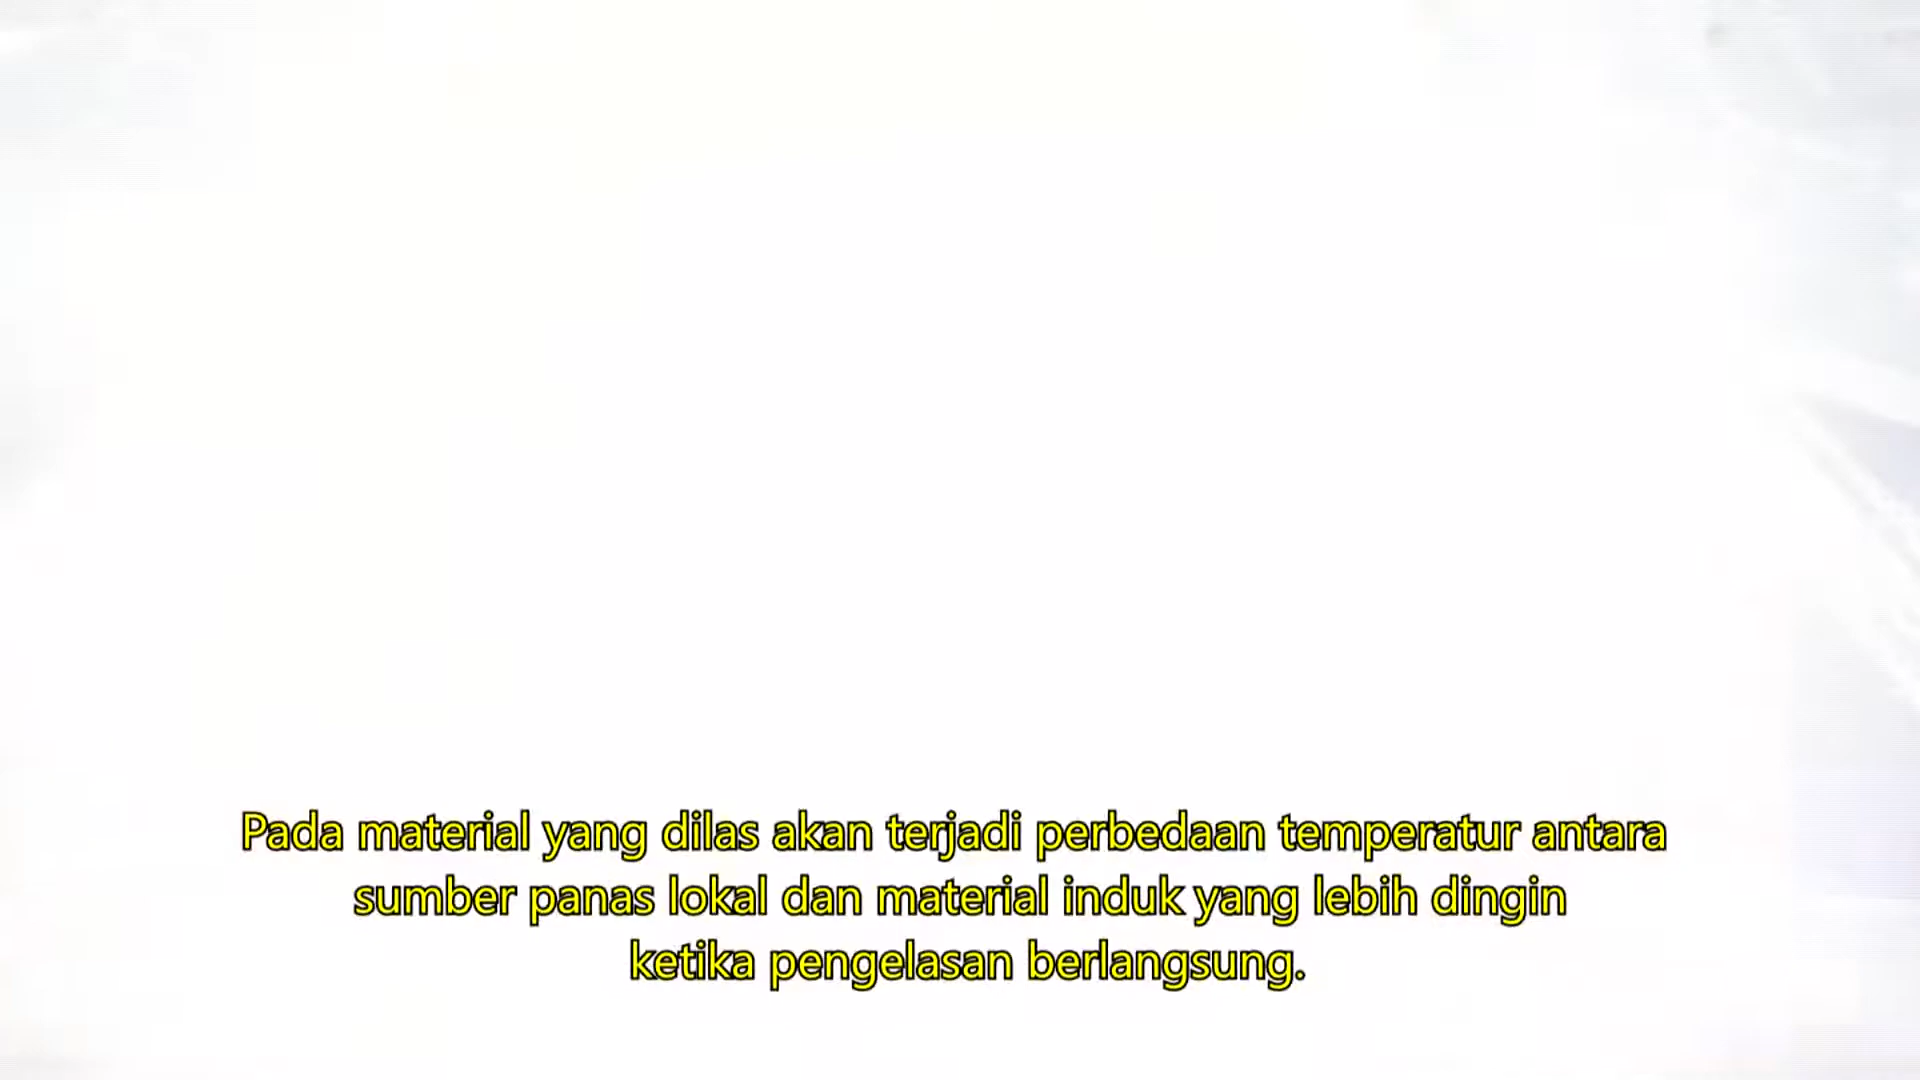 Pada material yang dilas akan terjadi perbedaan temperatur antara
sumber panas lokal dan material induk yang lebih dingin
ketika pengelasan berlangsung.